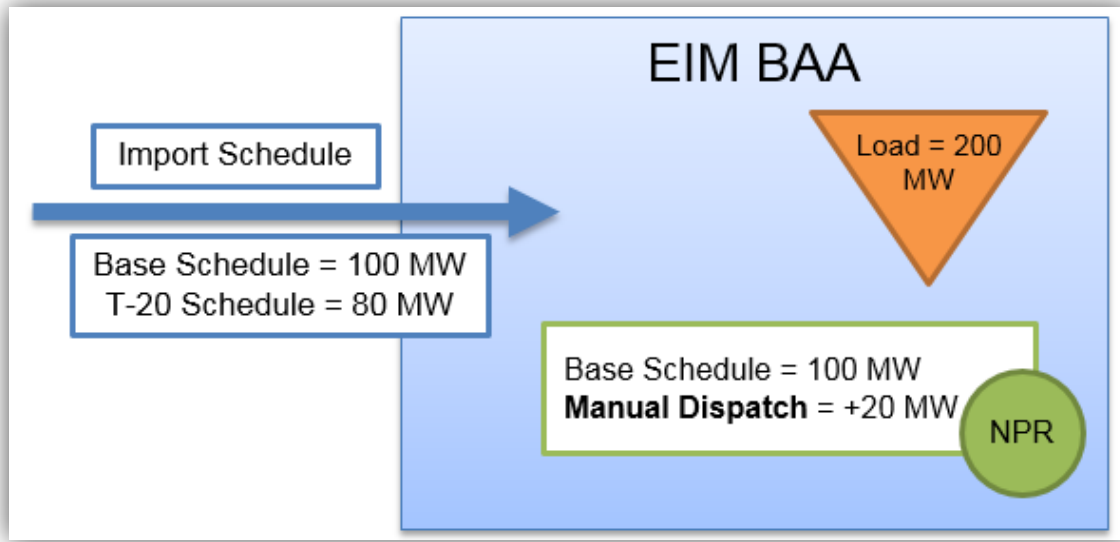 EIM BAA
Import Schedule
Load = 200
MW
Base Schedule = 100 MW
T-20 Schedule = 80 MW
Base Schedule = 100 MW
Manual Dispatch = +20 MW
NPR